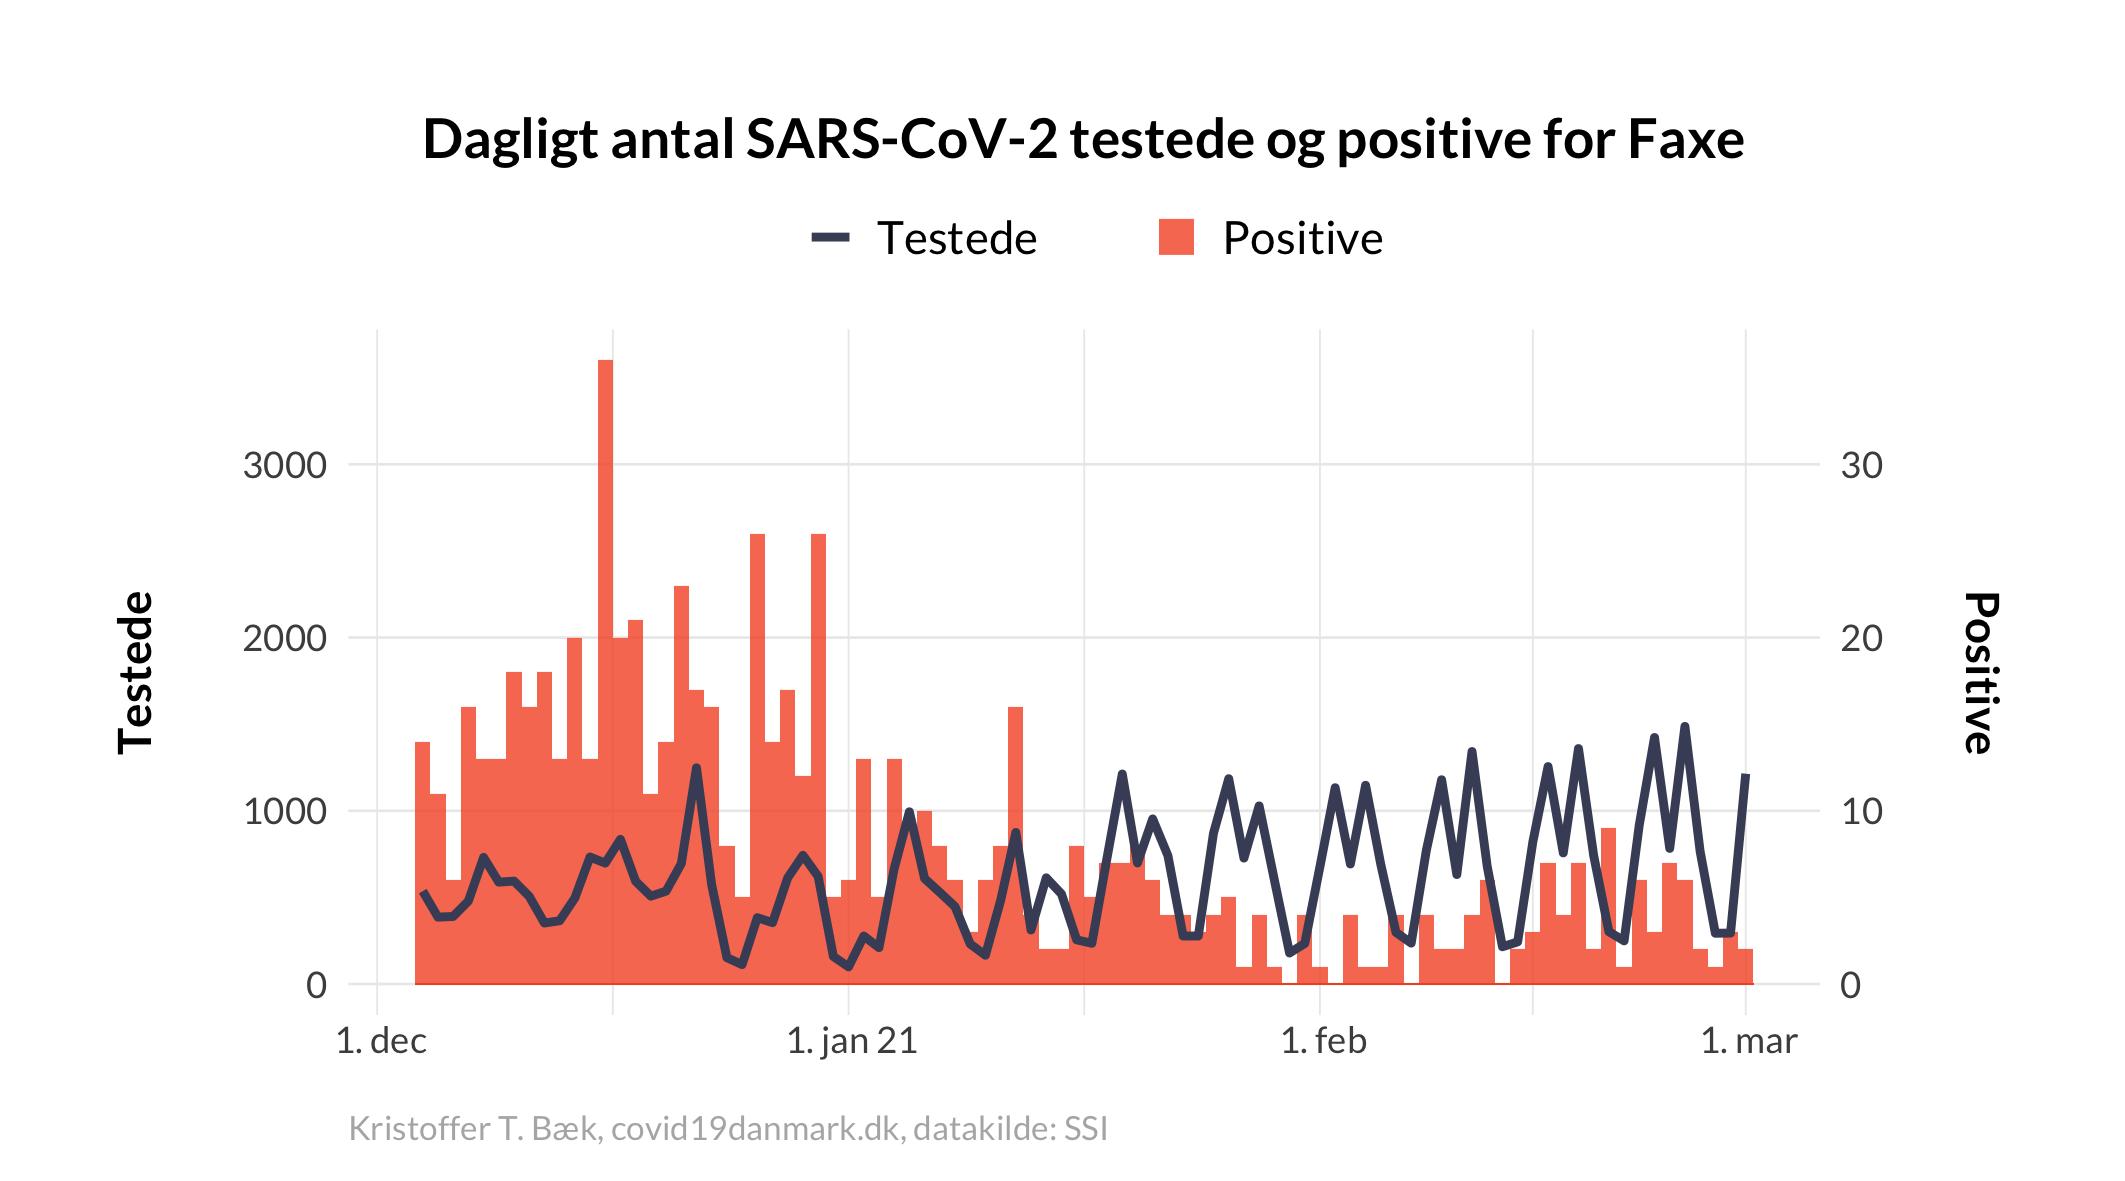 Dagligt antal SARS-CoV-2 testede og positive for Faxe
Testede
Positive
Testede
3000
2000
1000
0
30
20
10
0
Positive
1. dec
1. jan 21
1. feb
1. mar
Kristoffer T. Bæk, covid19danmark.dk, datakilde: SSI